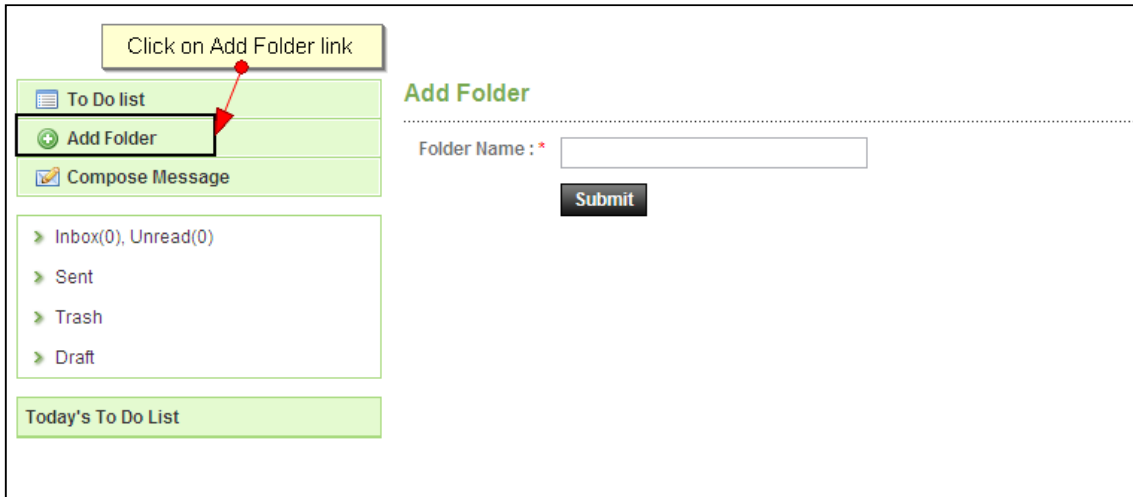 Click on Add Folder link
To Do list
Add Folder
Compose Message
Inbox(0), Unread(0)
Sent
Trash
Draft
Today's To Do List
Add Folder
Folder Name : *
Submit